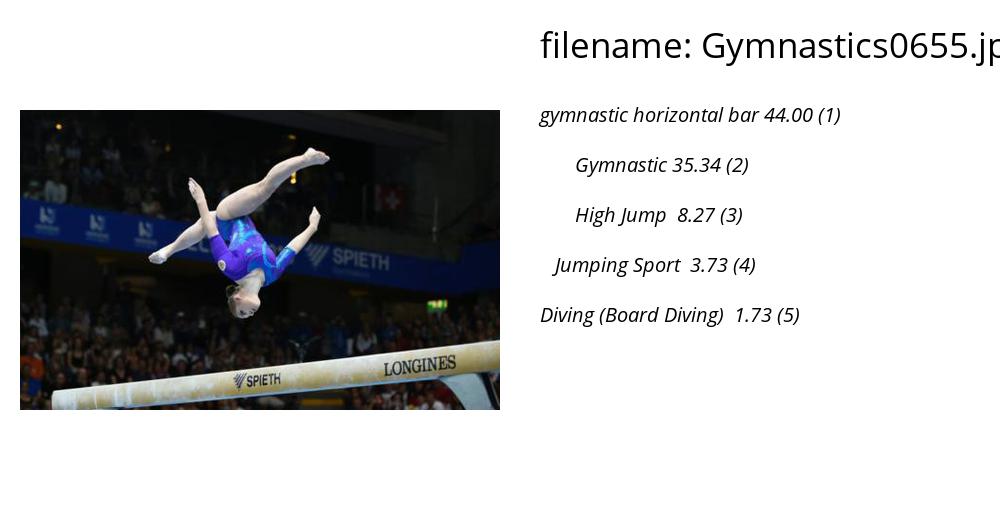 filename: Gymnastics0655.jp
gymnastic horizontal bar 44.00 (1)
Gymnastic 35.34 (2)
High Jump 8.27 (3)
Jumping Sport 3.73 (4)
Diving (Board Diving) 1.73 (5)
SPIETH
SPIETH
LONGINES